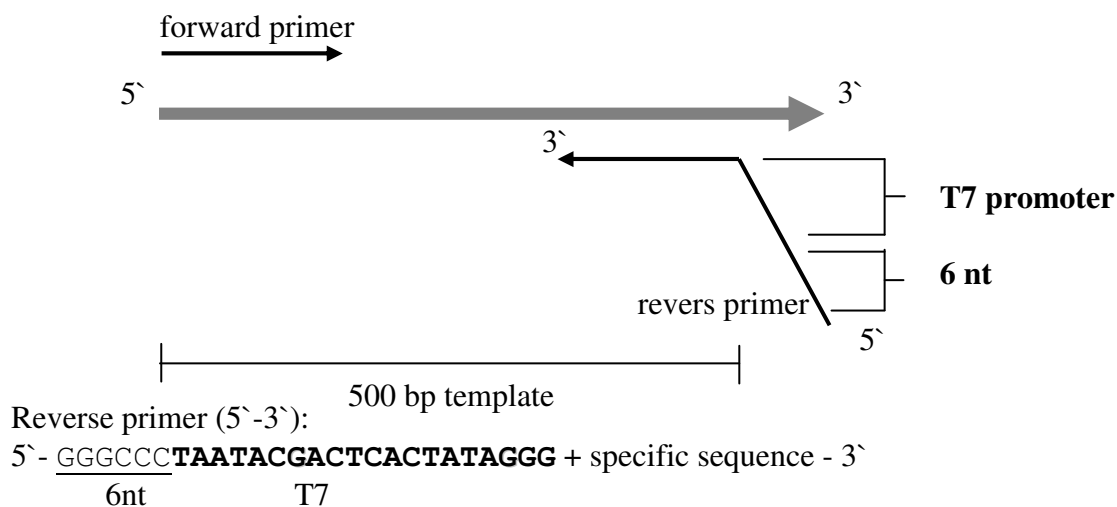 forward primer
5`
3`
3`
T7 promoter
6 nt
revers primer
5`
500 bp template
Reverse primer (5`-3`):
5`- GGGCCCTAATACGACTCACTATAGGG + specific sequence - 3`
6nt T7